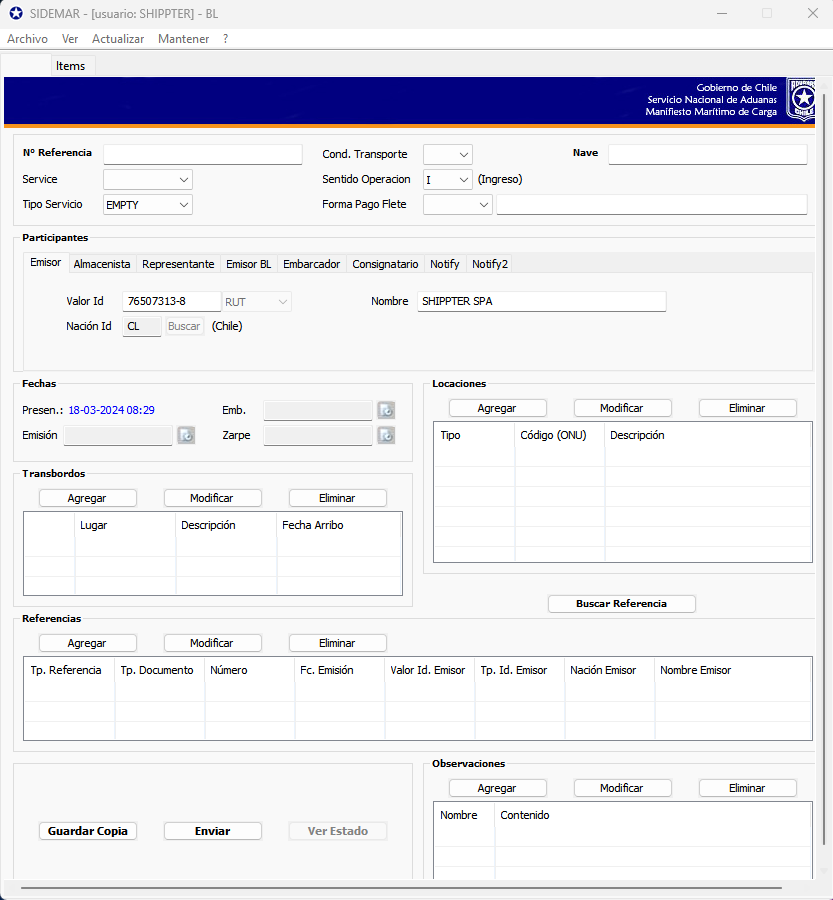 SIDEMAR - [usuario: SHIPPTER] - BL
Archivo Ver Actualizar Mantener ?
Items
Gobierno de Chile
Servicio Nacional de Aduanas
Manifiesto Marítimo de Carga
Nº Referencia Cond. Transporte Nave
Service Sentido Operacion I (Ingreso)
Tipo Servicio EMPTY Forma Pago Flete
Participantes
Emisor Almacenista Representante Emisor BL Embarcador Consignatario Notify Notify2
Valor Id 76507313-8 RUT Nombre SHIPPTER SPA
Nación Id CL Buscar (Chile)
Fechas
Presen.: 18-03-2024 08:29 Emb.
Emisión Zarpe
Locaciones
Agregar Modificar Eliminar
Tipo Código (ONU) Descripción
Transbordos
Agregar Modificar Eliminar
Lugar Descripción Fecha Arribo
Buscar Referencia
Referencias
Agregar Modificar Eliminar
Tp. Referencia Tp. Documento Número Fc. Emisión Valor Id. Emisor Tp. Id. Emisor Nación Emisor Nombre Emisor
Guardar Copia Enviar Ver Estado
Observaciones
Agregar Modificar Eliminar
Nombre Contenido